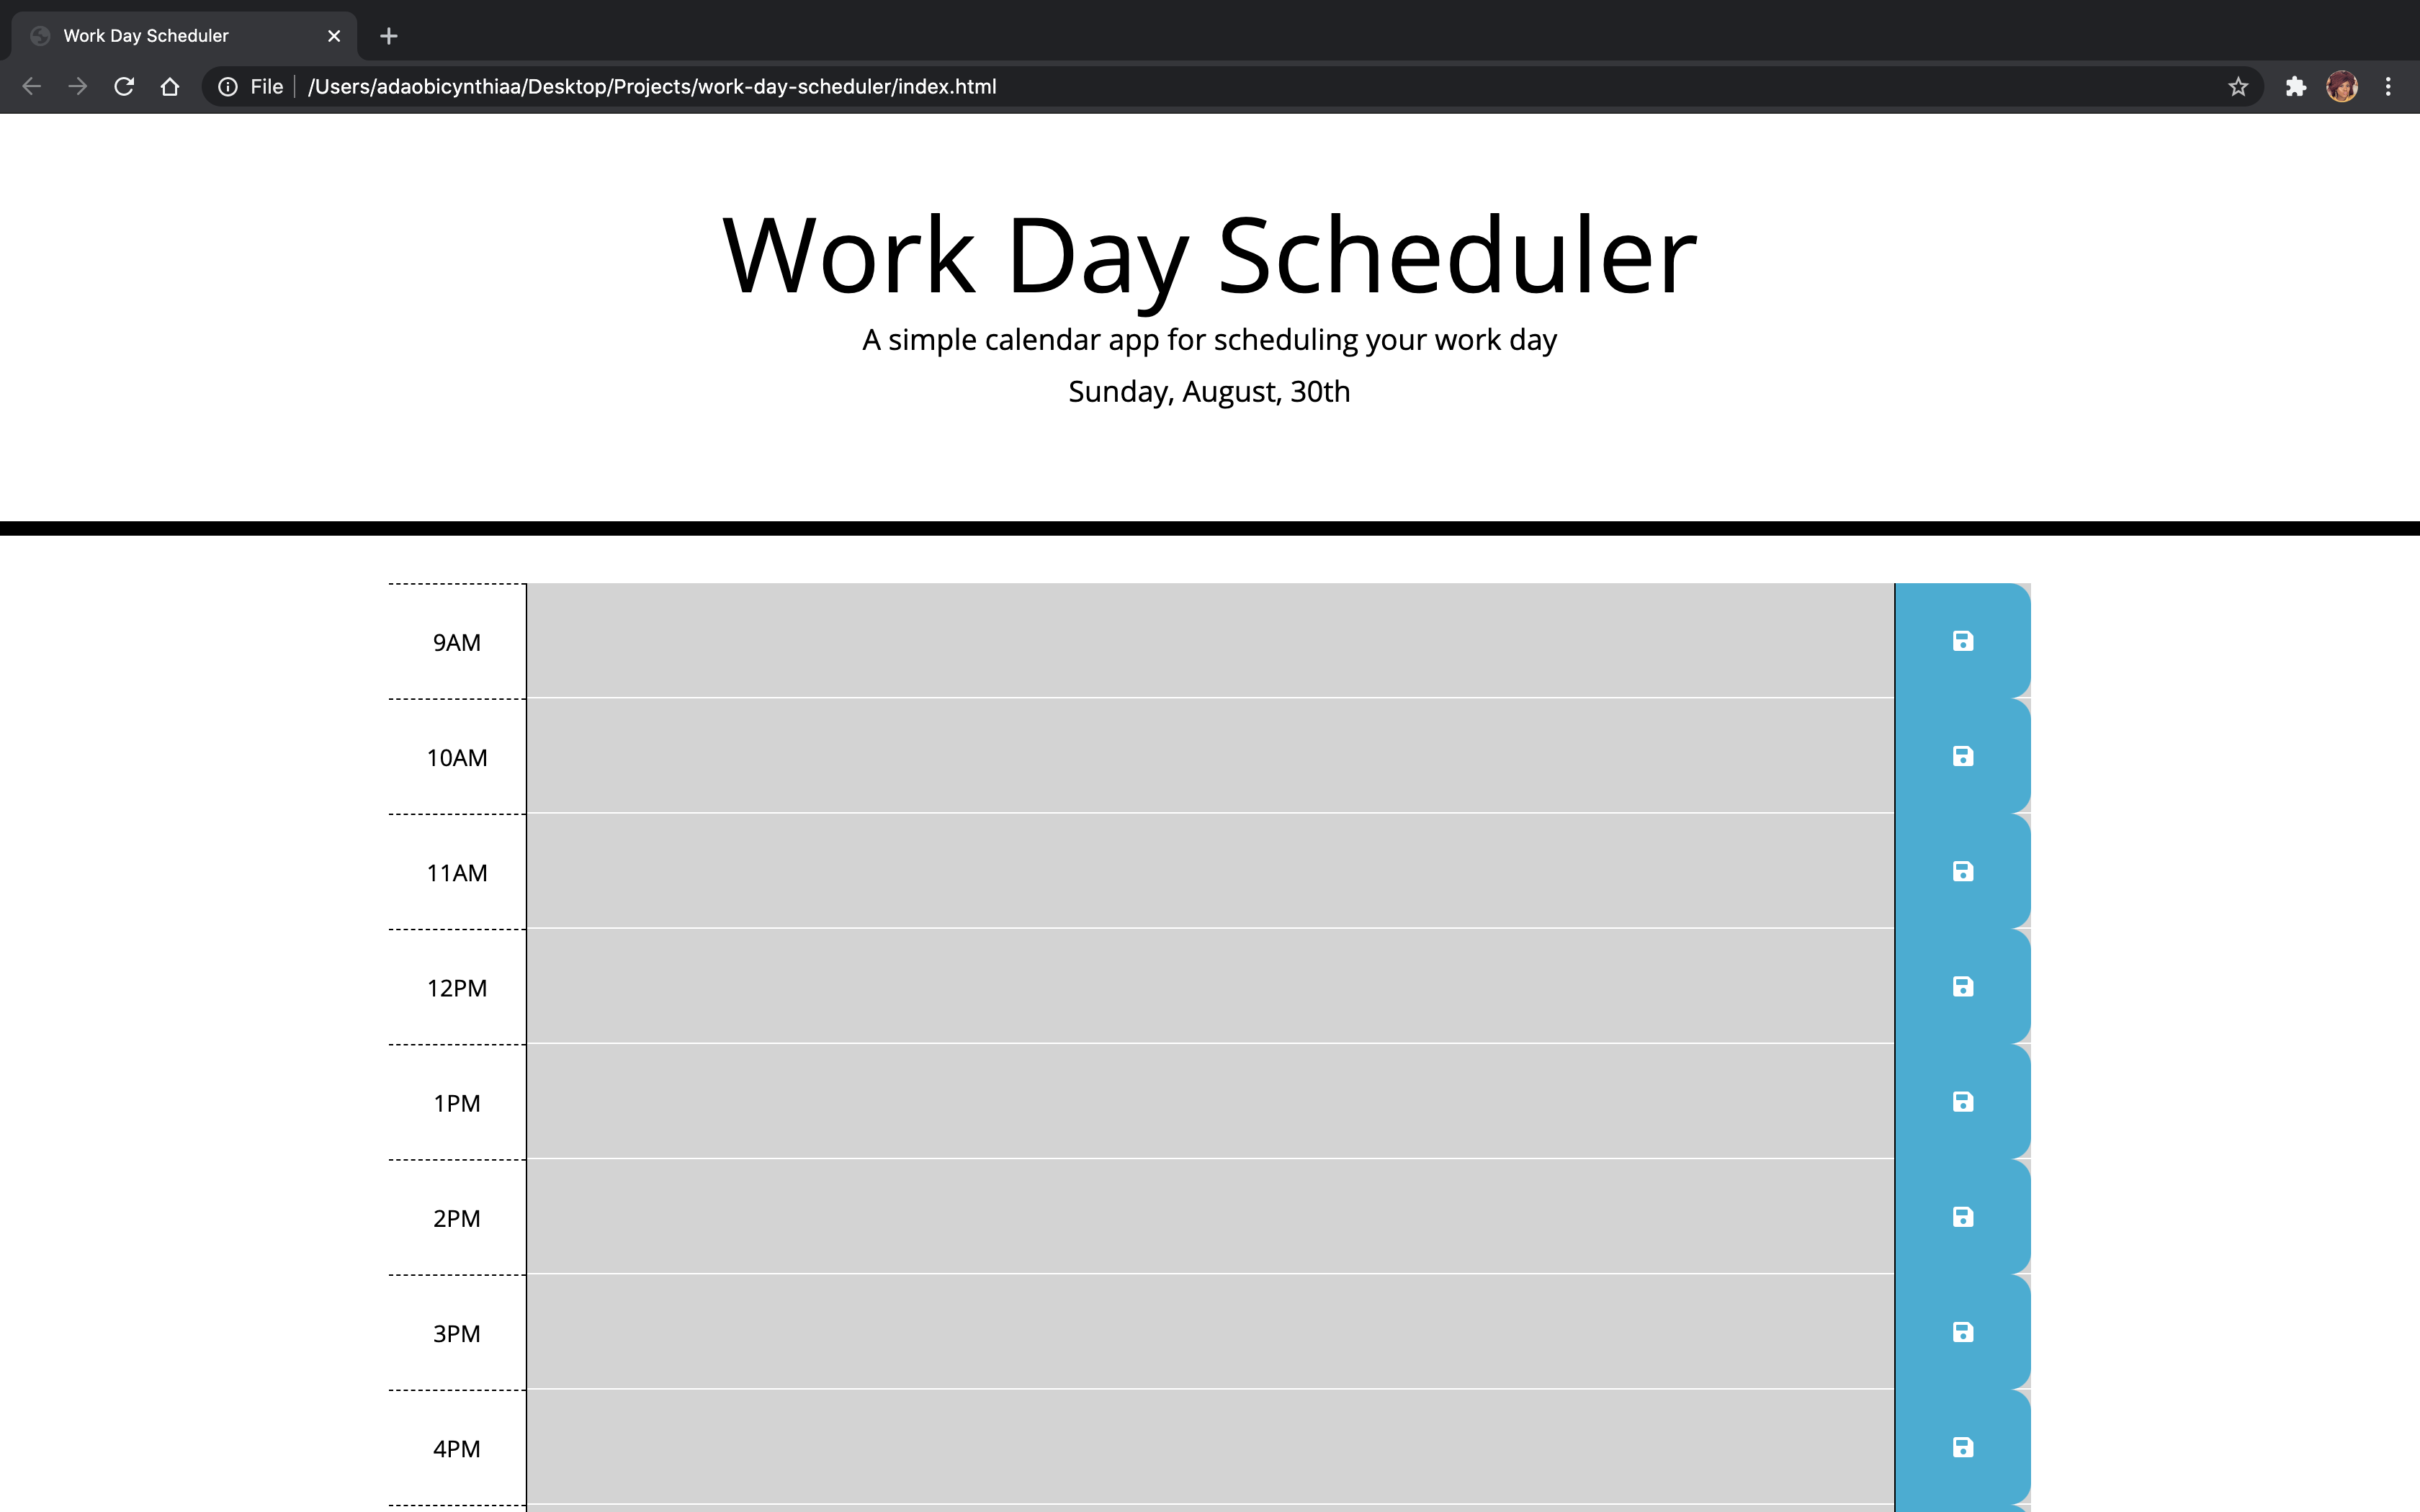 Work Day Scheduler
File /Users/adaobicynthiaa/Desktop/Projects/work-day-scheduler/index.html
Work Day Scheduler
A simple calendar app for scheduling your work day
Sunday, August, 30th
9AM
10AM
11AM
12PM
1PM
2PM
3PM
4PM